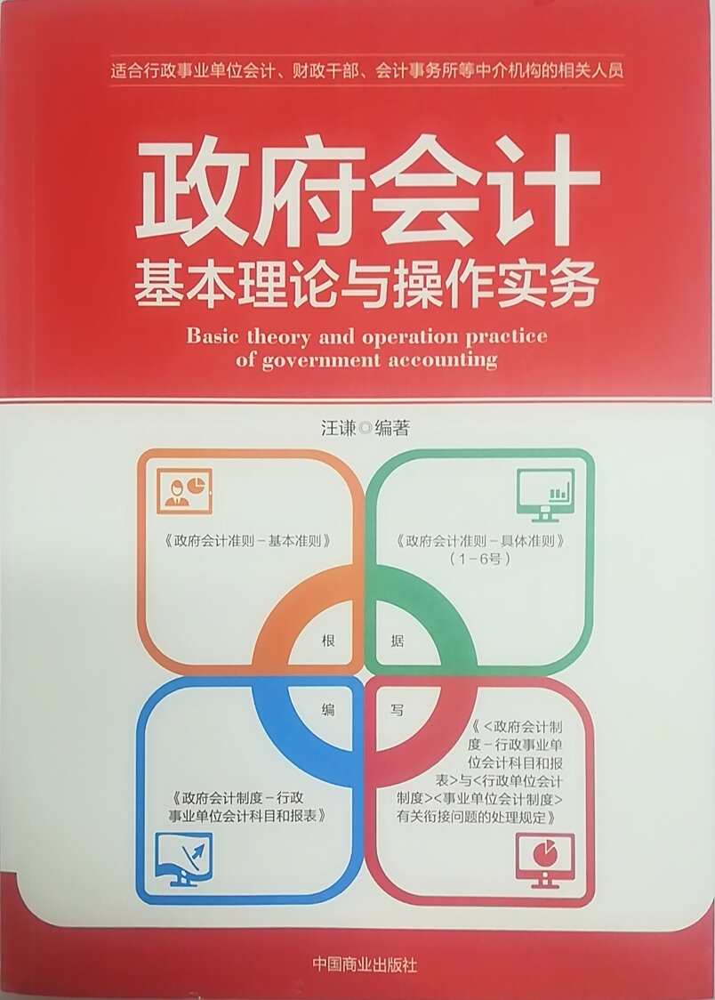 适合行政事业单位会计、财政干部、会计事务所等中介机构的相关人员
政府会计
基本理论与操作实务
Basic theory and operation practice
of government accounting
汪谦◎编著
《政府会计准则－基本准则》
《政府会计准则－具体准则》
（1－6号）
根 据
编 写
《政府会计制度－行政
事业单位会计科目和报表》
《<政府会计制
度－行政事业单
位会计科目和报
表>与<行政单位会计
制度><事业单位会计制度>
有关衔接问题的处理规定》
中国商业出版社